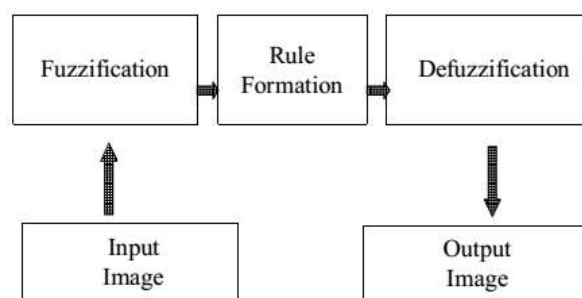 Fuzzification
Rule
Formation
Defuzzification
Input
Image
Output
Image